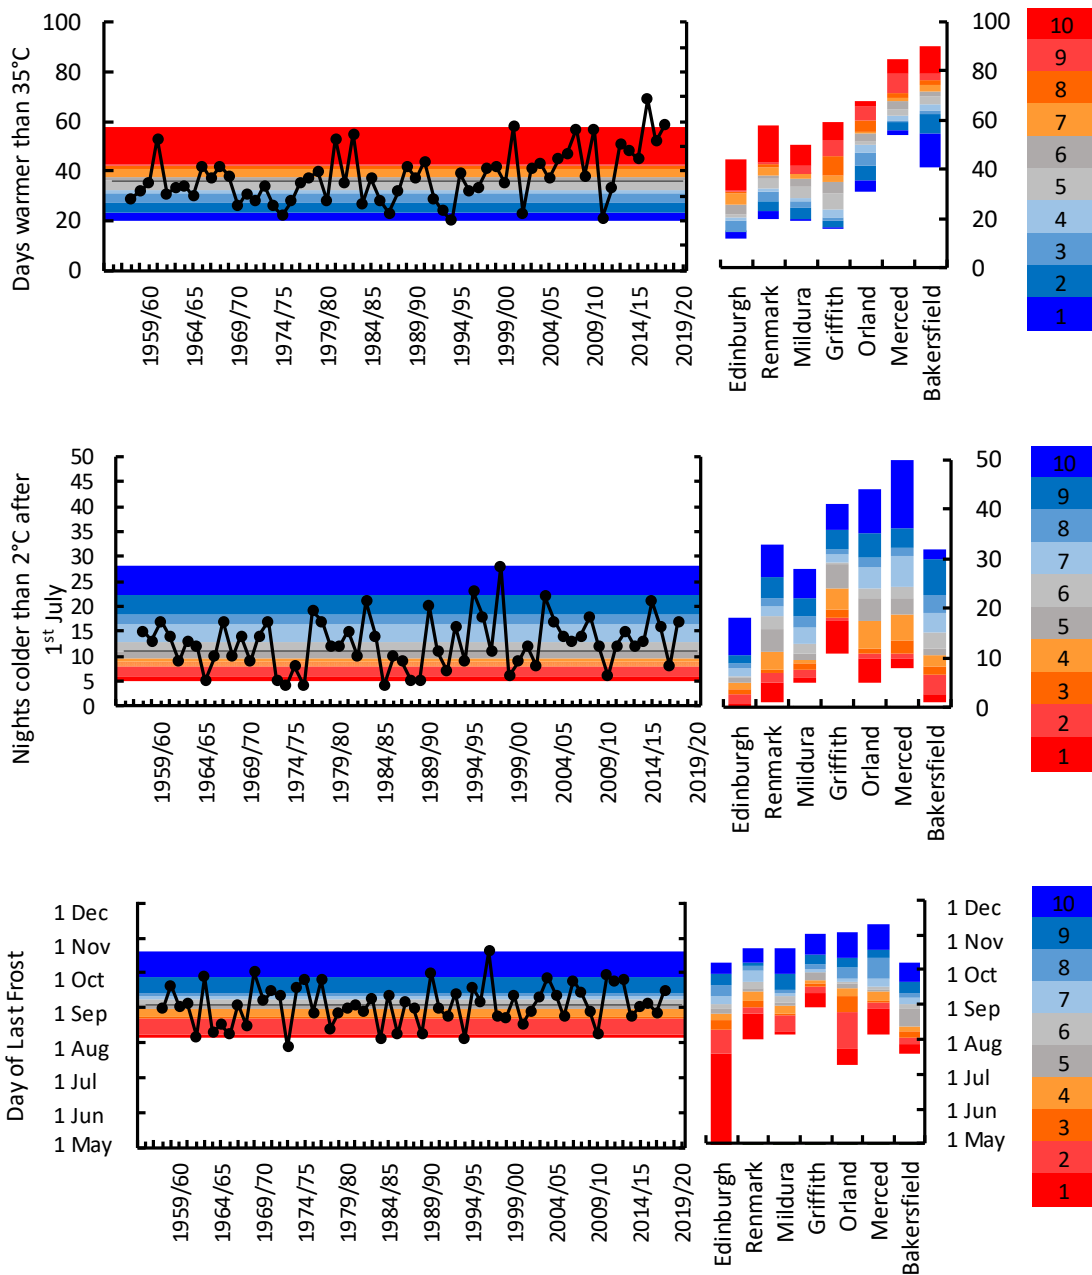 Days warmer than 35°C
100
80
60
40
20
0
1959/60
1964/65
1969/70
1974/75
1979/80
1984/85
1989/90
1994/95
1999/00
2004/05
2009/10
2014/15
2019/20
100
80
60
40
20
0
Edinburgh
Renmark
Mildura
Griffith
Orland
Merced
Bakersfield
10
9
8
7
6
5
4
3
2
1
Nights colder than 2°C after
1st July
50
45
40
35
30
25
20
15
10
5
0
1959/60
1964/65
1969/70
1974/75
1979/80
1984/85
1989/90
1994/95
1999/00
2004/05
2009/10
2014/15
2019/20
50
40
30
20
10
0
Edinburgh
Renmark
Mildura
Griffith
Orland
Merced
Bakersfield
10
9
8
7
6
5
4
3
2
1
Day of Last Frost
1 Dec
1 Nov
1 Oct
1 Sep
1 Aug
1 Jul
1 Jun
1 May
1959/60
1964/65
1969/70
1974/75
1979/80
1984/85
1989/90
1994/95
1999/00
2004/05
2009/10
2014/15
2019/20
1 Dec
1 Nov
1 Oct
1 Sep
1 Aug
1 Jul
1 Jun
1 May
Edinburgh
Renmark
Mildura
Griffith
Orland
Merced
Bakersfield
10
9
8
7
6
5
4
3
2
1